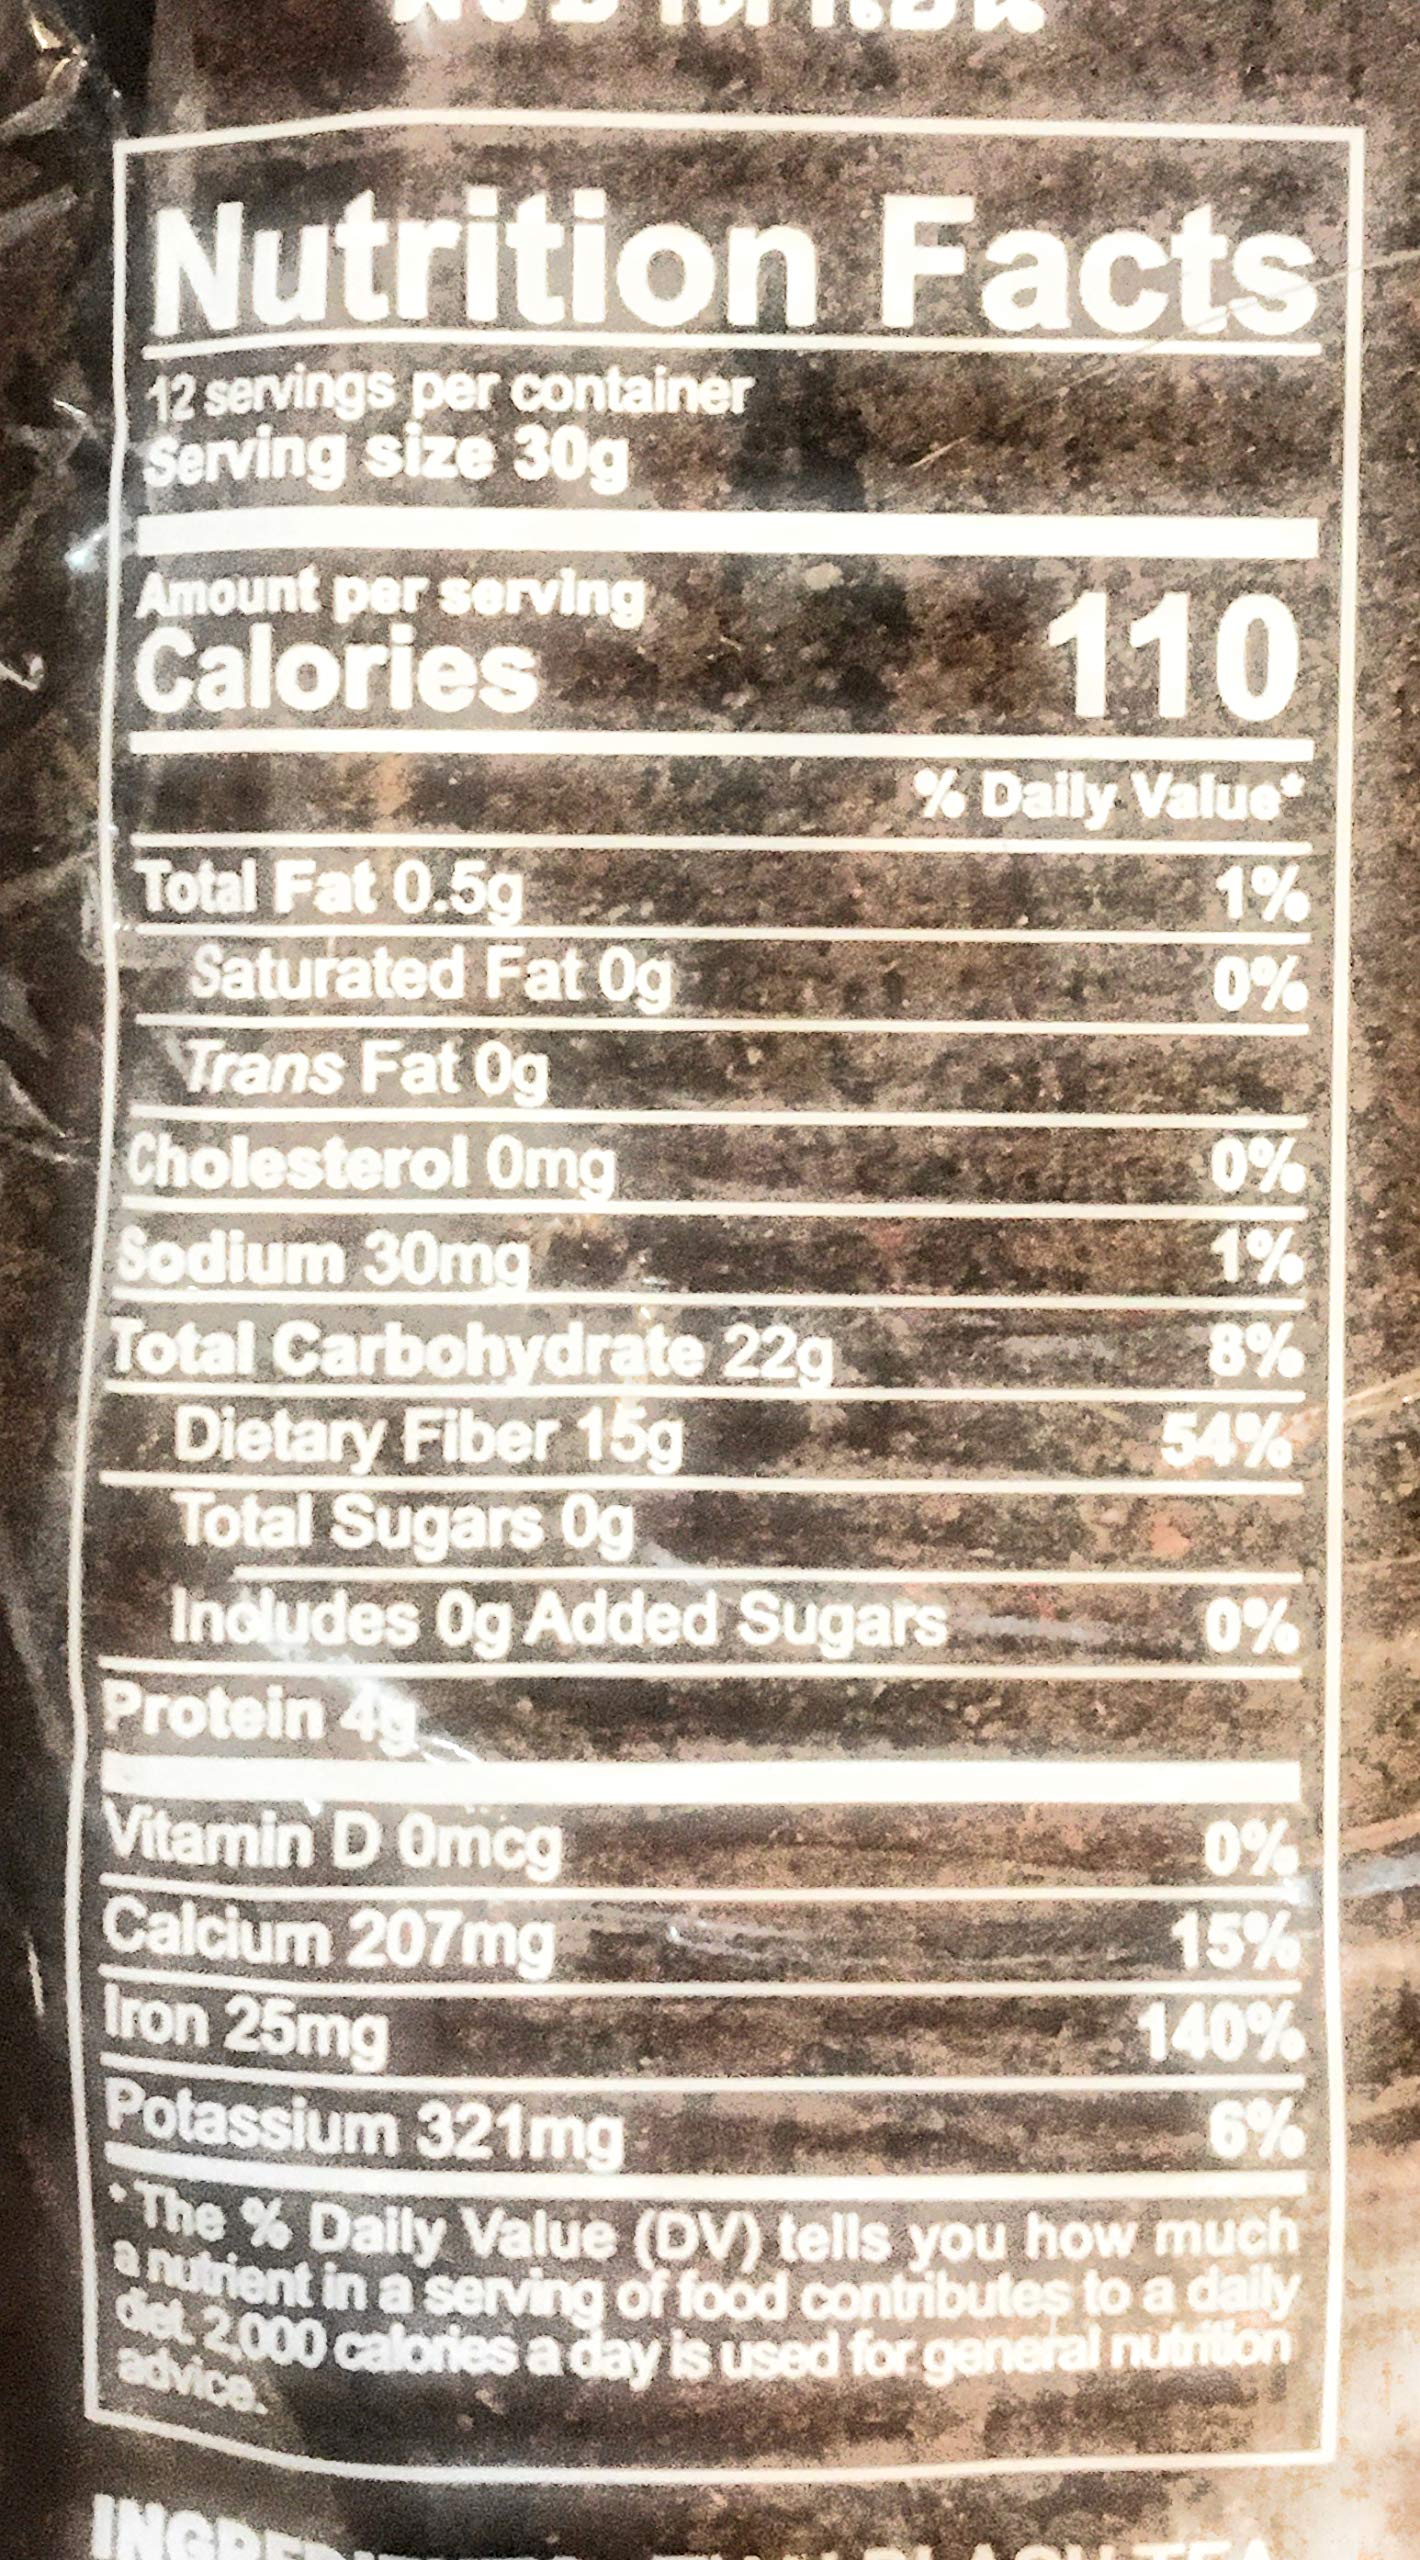 Nutrition Facts
12 servings per container
Serving size 30g
Amount per serving
Calories 110
% Daily Value*
Total Fat 0.5g 1%
Saturated Fat 0g 0%
Trans Fat 0g
Cholesterol 0mg 0%
Sodium 30mg 1%
Total Carbohydrate 22g 8%
Dietary Fiber 15g 54%
Total Sugars 0g
Includes 0g Added Sugars 0%
Protein 4g
Vitamin D 0mcg 0%
Calcium 207mg 15%
Iron 25mg 140%
Potassium 321mg 6%
*The % Daily Value (DV) tells you how much
a nutrient in a serving of food contributes to a daily
diet. 2,000 calories a day is used for general nutrition
advice.